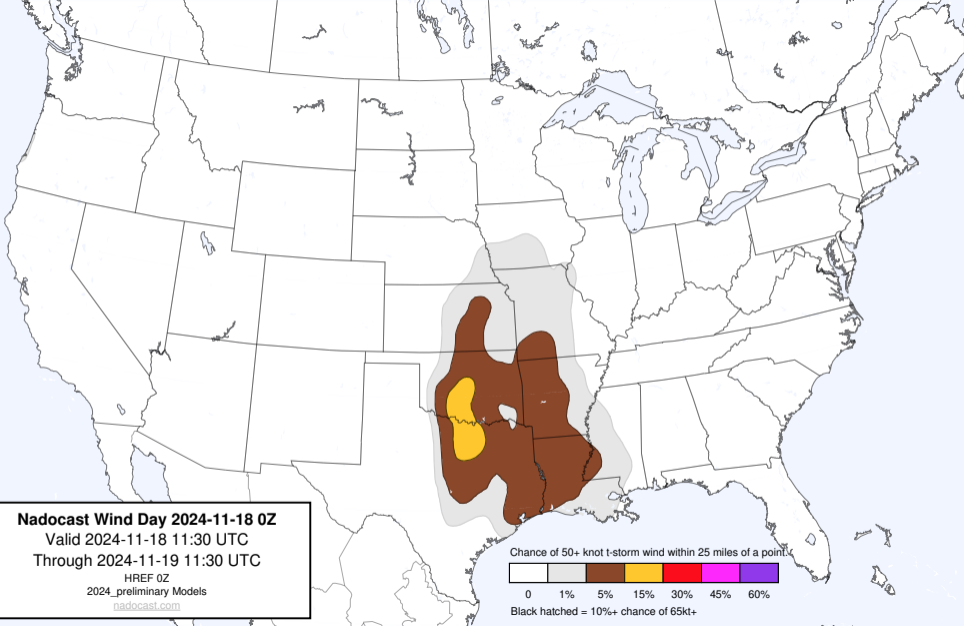 Nadocast Wind Day 2024-11-18 0Z
Valid 2024-11-18 11:30 UTC
Through 2024-11-19 11:30 UTC
HREF 0Z
2024_preliminary Models
nadocast.com
Chance of 50+ knot t-storm wind within 25 miles of a point.
0 1% 5% 15% 30% 45% 60%
Black hatched = 10%+ chance of 65kt+